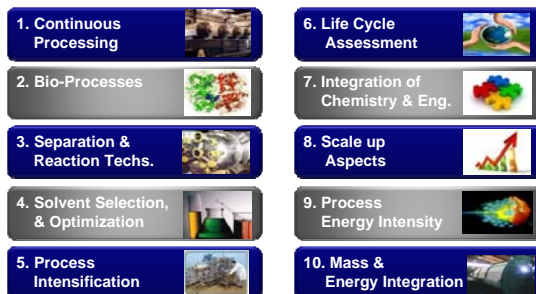 1. Continuous
Processing
2. Bio-Processes
3. Separation &
Reaction Techs.
4. Solvent Selection,
& Optimization
5. Process
Intensification
6. Life Cycle
Assessment
7. Integration of
Chemistry & Eng.
8. Scale up
Aspects
9. Process
Energy Intensity
10. Mass &
Energy Integration